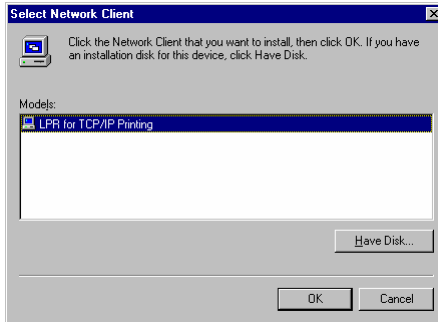 Select Network Client
Click the Network Client that you want to install, then click OK. If you have
an installation disk for this device, click Have Disk.
Models:
LPR for TCP/IP Printing
Have Disk...
OK
Cancel